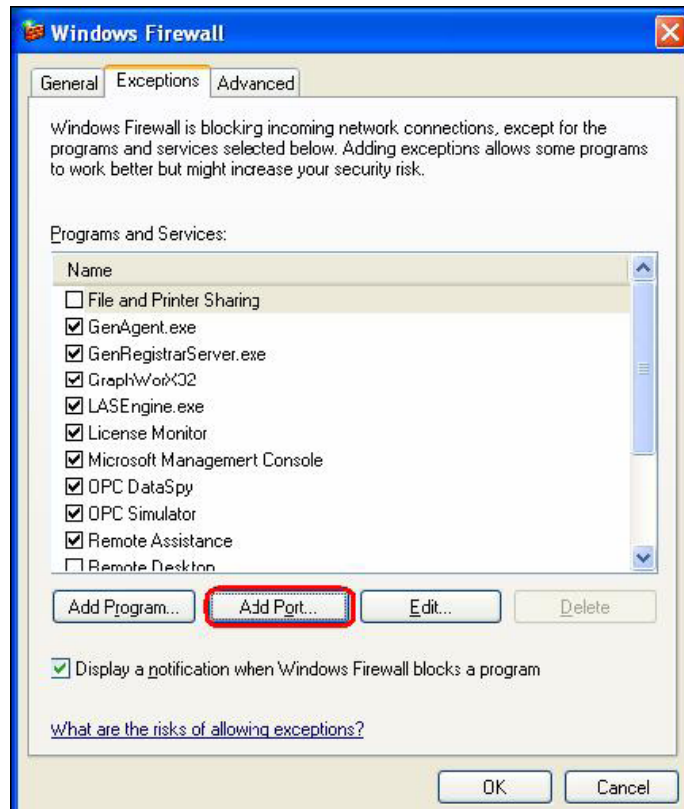 Windows Firewall
General Exceptions Advanced
Windows Firewall is blocking incoming network connections, except for the
programs and services selected below. Adding exceptions allows some programs
to work better but might increase your security risk.
Programs and Services:
Name
File and Printer Sharing
GenAgent.exe
GenRegistrarServer.exe
GraphWorX32
LASEngine.exe
License Monitor
Microsoft Management Console
OPC DataSpy
OPC Simulator
Remote Assistance
Remote Desktop
Add Program... Add Port... Edit... Delete
Display a notification when Windows Firewall blocks a program
What are the risks of allowing exceptions?
OK Cancel